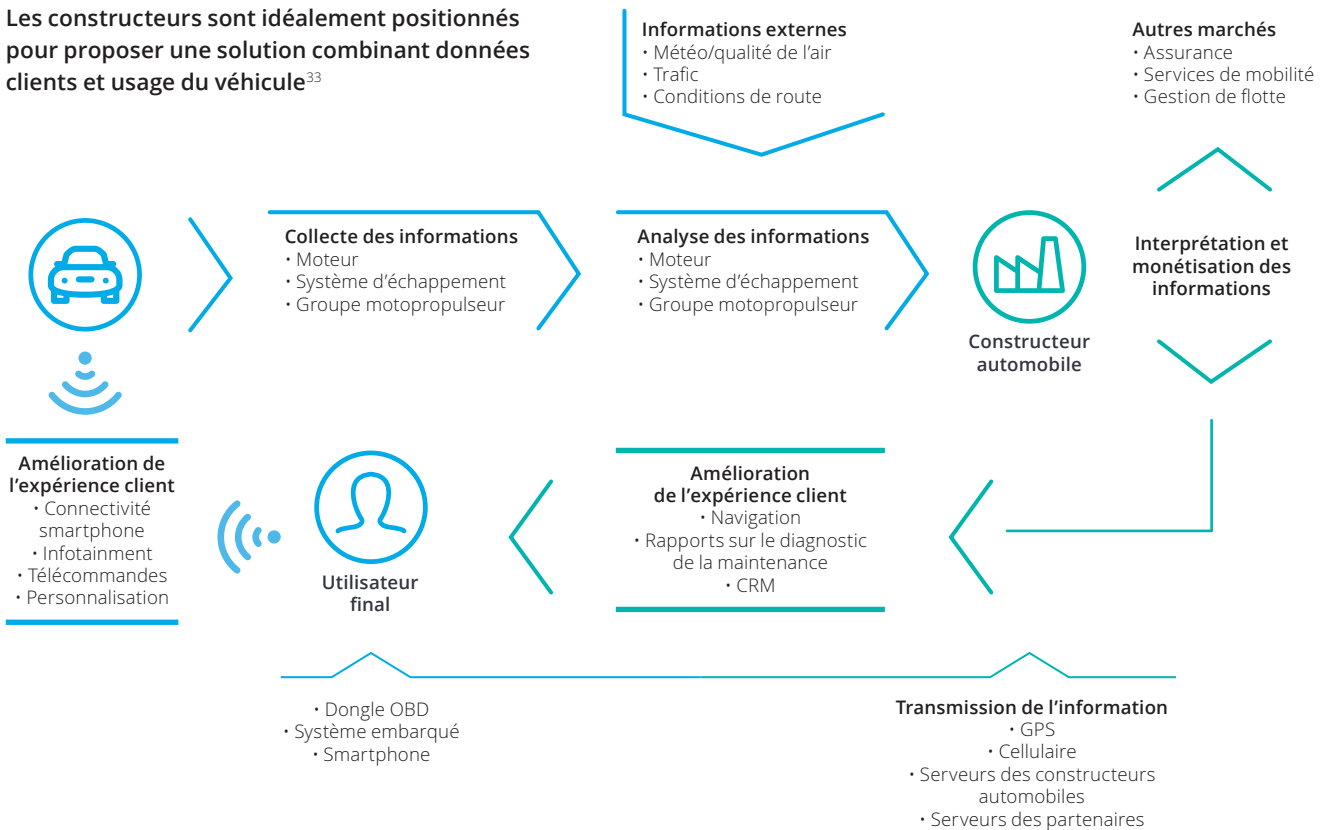 Les constructeurs sont idéalement positionnés
pour proposer une solution combinant données
clients et usage du véhicule³³
Informations externes
· Météo/qualité de l’air
· Trafic
· Conditions de route
Autres marchés
· Assurance
· Services de mobilité
· Gestion de flotte
Collecte des informations
· Moteur
· Système d’échappement
· Groupe motopropulseur
Analyse des informations
· Moteur
· Système d’échappement
· Groupe motopropulseur
Constructeur
automobile
Interprétation et
monétisation des
informations
Amélioration de
l’expérience client
· Connectivité
smartphone
· Infotainment
· Télécommandes
· Personnalisation
Utilisateur
final
Amélioration
de l’expérience client
· Navigation
· Rapports sur le diagnostic
de la maintenance
· CRM
· Dongle OBD
· Système embarqué
· Smartphone
Transmission de l’information
· GPS
· Cellulaire
· Serveurs des constructeurs
automobiles
· Serveurs des partenaires